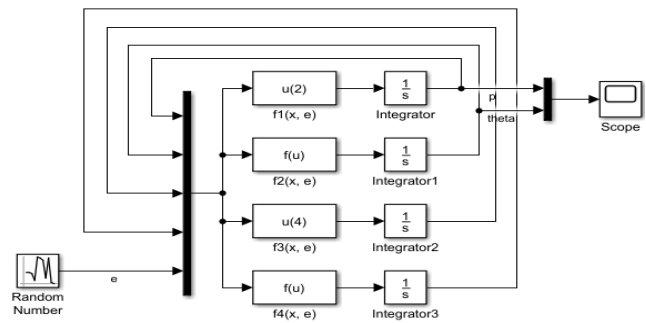 u(2)
f1(x, e)
1
s
Integrator
p
Scope
theta
f(u)
f2(x, e)
1
s
Integrator1
u(4)
f3(x, e)
1
s
Integrator2
e
Random
Number
f(u)
f4(x, e)
1
s
Integrator3